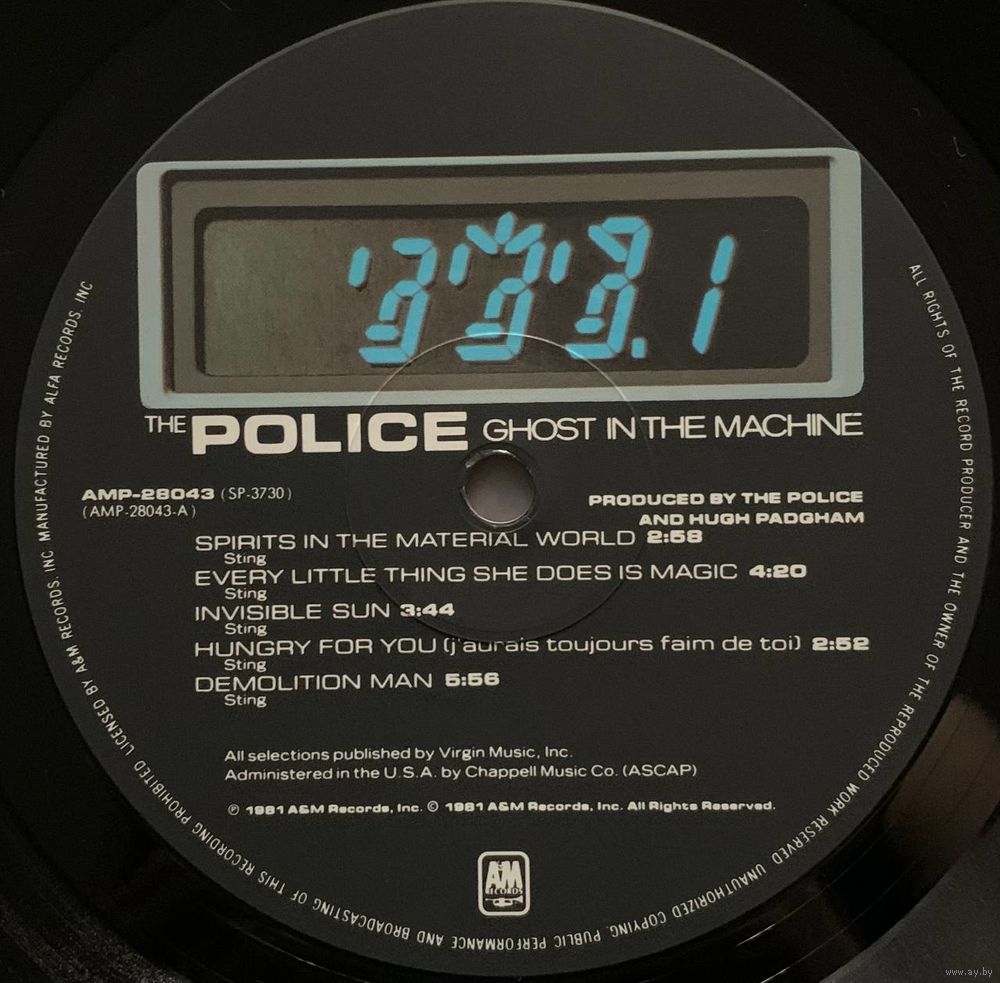 THE POLICE GHOST IN THE MACHINE
AMP-28043 (SP-3730)
(AMP-28043-A)
PRODUCED BY THE POLICE
AND HUGH PADGHAM
SPIRITS IN THE MATERIAL WORLD 2:58
Sting
EVERY LITTLE THING SHE DOES IS MAGIC 4:20
Sting
INVISIBLE SUN 3:44
Sting
HUNGRY FOR YOU (j'aurais toujours faim de toi) 2:52
Sting
DEMOLITION MAN 5:56
Sting
All selections published by Virgin Music, Inc.
Administered in the U.S.A. by Chappell Music Co. (ASCAP)
℗ 1981 A&M Records, Inc. © 1981 A&M Records, Inc. All Rights Reserved.
A&M
RECORDS
ALL RIGHTS OF THE RECORD PRODUCER AND THE OWNER OF THE REPRODUCED WORK RESERVED UNAUTHORIZED COPYING, PUBLIC PERFORMANCE AND BROADCASTING OF THIS RECORDING PROHIBITED LICENSED BY A&M RECORDS, INC MANUFACTURED BY ALFA RECORDS, INC
www.ay.by